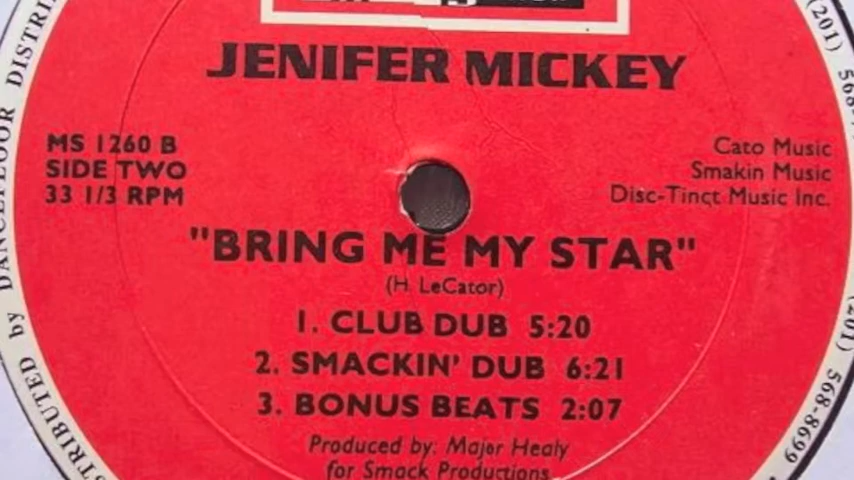 JENIFER MICKEY
MS 1260 B
SIDE TWO
33 1/3 RPM
Cato Music
Smakin Music
Disc-Tinct Music Inc.
"BRING ME MY STAR"
(H LeCator)
1. CLUB DUB 5:20
2. SMACKIN' DUB 6:21
3. BONUS BEATS 2:07
Produced by: Major Healy
for Smack Productions
DISTRIBUTED by DANCEFLOOR
(201)
(201) 568-8699